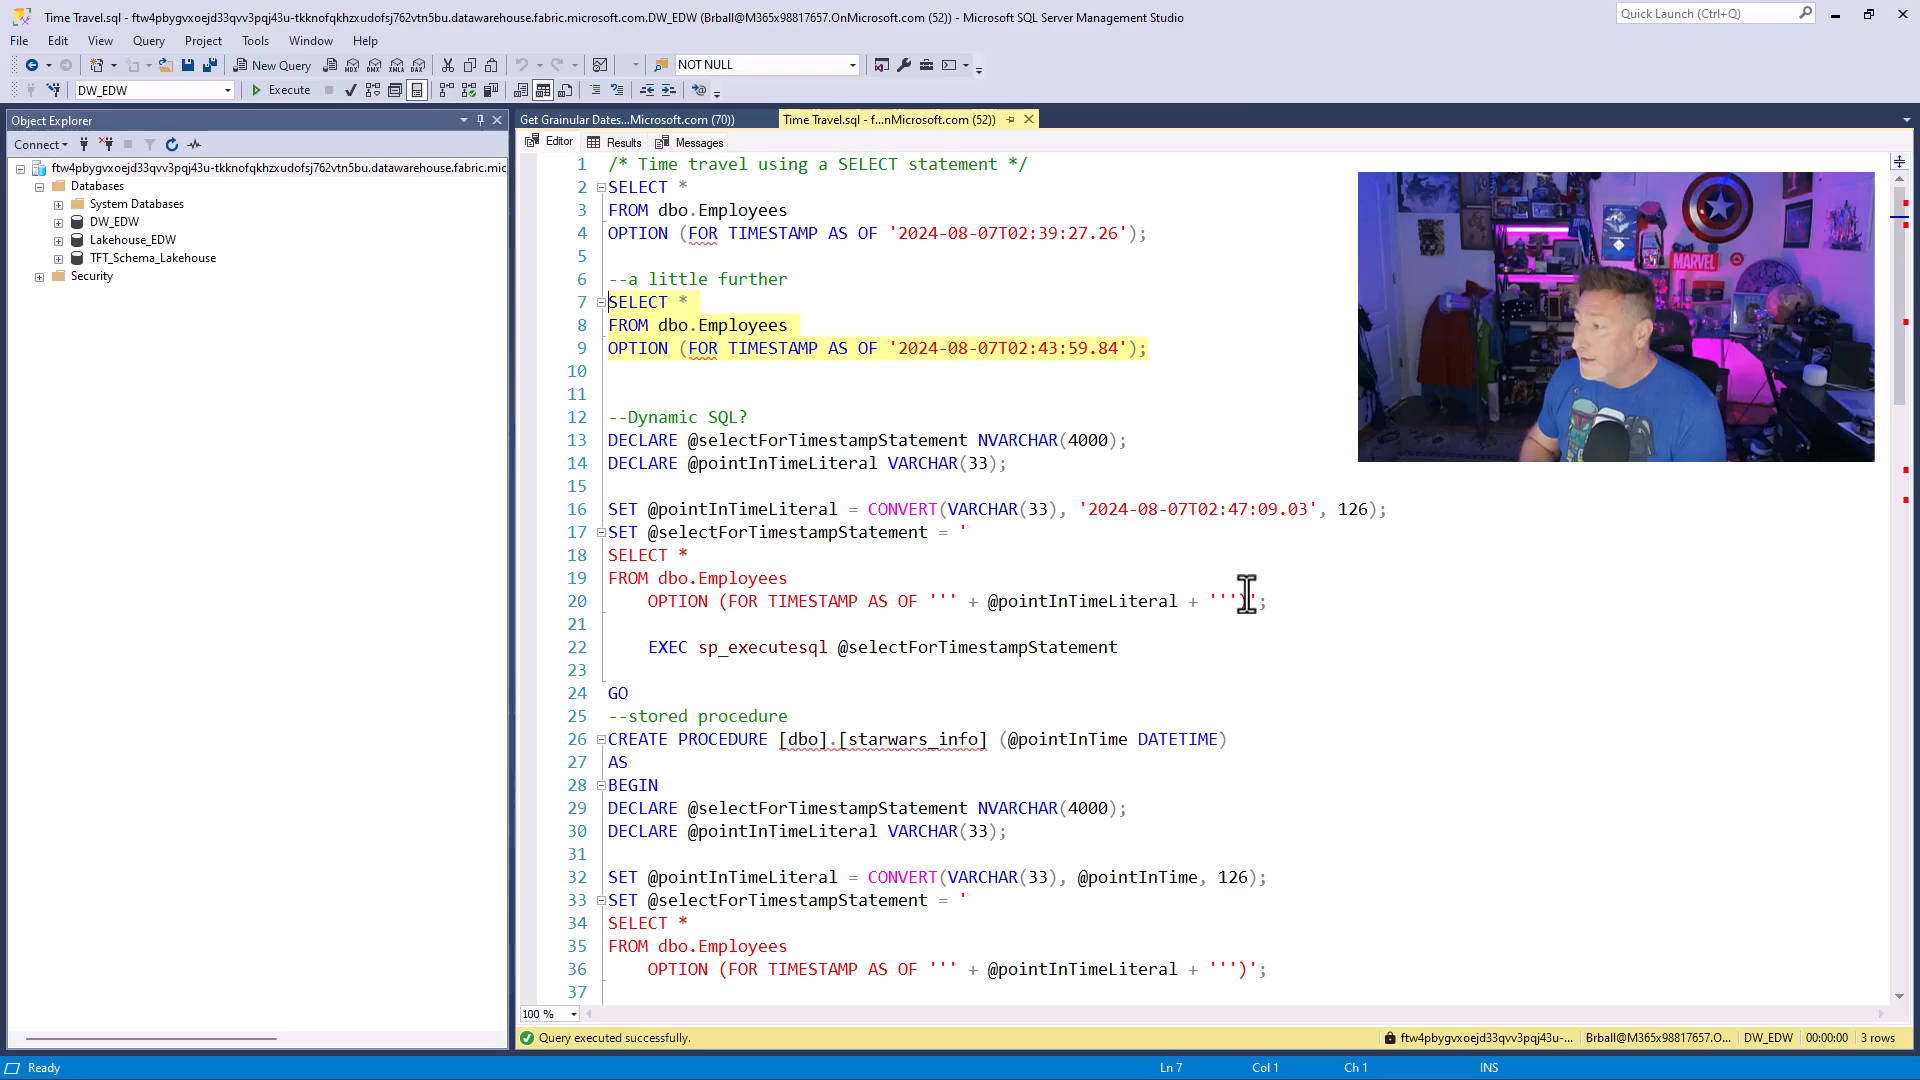 Time Travel.sql - ftw4pbygvxoejd33qvv3pqj43u-tkknofqkhzxudofsj762vtn5bu.datawarehouse.fabric.microsoft.com.DW_EDW (Brball@M365x98817657.OnMicrosoft.com (52)) - Microsoft SQL Server Management Studio
Quick Launch (Ctrl+Q)
File Edit View Query Project Tools Window Help
New Query
MDX DMX XMLA DAX
NOT NULL
DW_EDW
Execute
Object Explorer
Connect
ftw4pbygvxoejd33qvv3pqj43u-tkknofqkhzxudofsj762vtn5bu.datawarehouse.fabric.mic
Databases
System Databases
DW_EDW
Lakehouse_EDW
TFT_Schema_Lakehouse
Security
Get Grainular Dates...Microsoft.com (70))
Time Travel.sql - f...nMicrosoft.com (52))
Editor Results Messages
1 /* Time travel using a SELECT statement */
2 SELECT *
3 FROM dbo.Employees
4 OPTION (FOR TIMESTAMP AS OF '2024-08-07T02:39:27.26');
5
6 --a little further
7 SELECT *
8 FROM dbo.Employees
9 OPTION (FOR TIMESTAMP AS OF '2024-08-07T02:43:59.84');
10
11
12 --Dynamic SQL?
13 DECLARE @selectForTimestampStatement NVARCHAR(4000);
14 DECLARE @pointInTimeLiteral VARCHAR(33);
15
16 SET @pointInTimeLiteral = CONVERT(VARCHAR(33), '2024-08-07T02:47:09.03', 126);
17 SET @selectForTimestampStatement = '
18 SELECT *
19 FROM dbo.Employees
20 OPTION (FOR TIMESTAMP AS OF ''' + @pointInTimeLiteral + ''')';
21
22 EXEC sp_executesql @selectForTimestampStatement
23
24 GO
25 --stored procedure
26 CREATE PROCEDURE [dbo].[starwars_info] (@pointInTime DATETIME)
27 AS
28 BEGIN
29 DECLARE @selectForTimestampStatement NVARCHAR(4000);
30 DECLARE @pointInTimeLiteral VARCHAR(33);
31
32 SET @pointInTimeLiteral = CONVERT(VARCHAR(33), @pointInTime, 126);
33 SET @selectForTimestampStatement = '
34 SELECT *
35 FROM dbo.Employees
36 OPTION (FOR TIMESTAMP AS OF ''' + @pointInTimeLiteral + ''')';
37
MARVEL
100 %
Query executed successfully.
ftw4pbygvxoejd33qvv3pqj43u-... Brball@M365x98817657.O... DW_EDW 00:00:00 3 rows
Ready
Ln 7 Col 1 Ch 1 INS